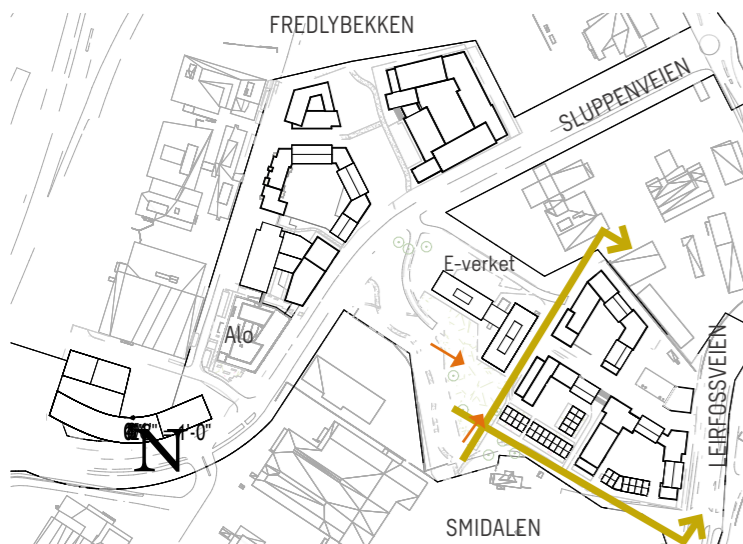 FREDLYBEKKEN
SLUPPENVEIEN
E-verket
Alo
LEIRFOSSVEIEN
N
SMIDALEN